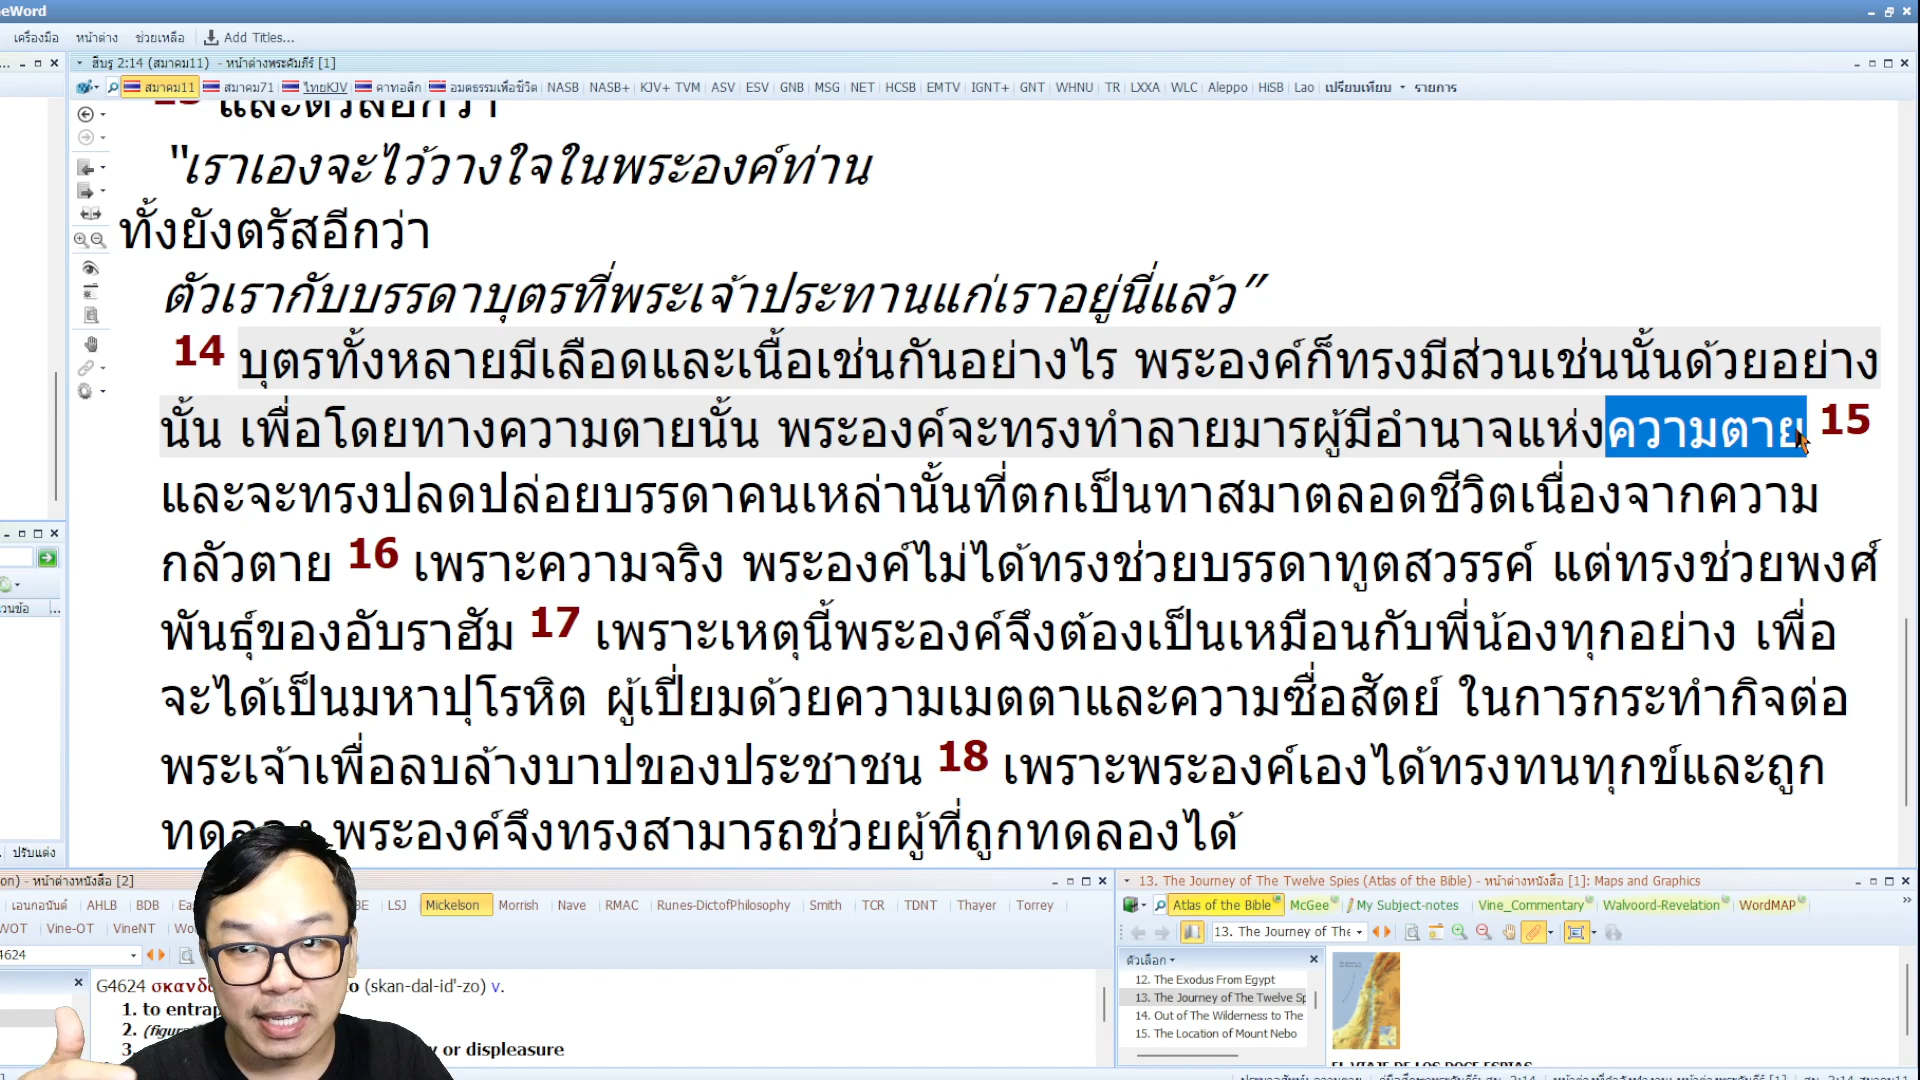 eWord
เครื่องมือ หน้าต่าง ช่วยเหลือ Add Titles...
ฮีบรู 2:14 (สมาคม11) - หน้าต่างพระคัมภีร์ [1]
สมาคม11 สมาคม71 ไทยKJV คาทอลิก อมตธรรมเพื่อชีวิต NASB NASB+ KJV+ TVM ASV ESV GNB MSG NET HCSB EMTV IGNT+ GNT WHNU TR LXXA WLC Aleppo HiSB Lao เปรียบเทียบ รายการ
และตรัสอีกว่า
"เราเองจะไว้วางใจในพระองค์ท่าน
ทั้งยังตรัสอีกว่า
ตัวเรากับบรรดาบุตรที่พระเจ้าประทานแก่เราอยู่นี่แล้ว”
14 บุตรทั้งหลายมีเลือดและเนื้อเช่นกันอย่างไร พระองค์ก็ทรงมีส่วนเช่นนั้นด้วยอย่าง
นั้น เพื่อโดยทางความตายนั้น พระองค์จะทรงทำลายมารผู้มีอำนาจแห่งความตาย 15
และจะทรงปลดปล่อยบรรดาคนเหล่านั้นที่ตกเป็นทาสมาตลอดชีวิตเนื่องจากความ
กลัวตาย 16 เพราะความจริง พระองค์ไม่ได้ทรงช่วยบรรดาทูตสวรรค์ แต่ทรงช่วยพงศ์
พันธุ์ของอับราฮัม 17 เพราะเหตุนี้พระองค์จึงต้องเป็นเหมือนกับพี่น้องทุกอย่าง เพื่อ
จะได้เป็นมหาปุโรหิต ผู้เปี่ยมด้วยความเมตตาและความซื่อสัตย์ ในการกระทำกิจต่อ
พระเจ้าเพื่อลบล้างบาปของประชาชน 18 เพราะพระองค์เองได้ทรงทนทุกข์และถูก
ทดลอง พระองค์จึงทรงสามารถช่วยผู้ที่ถูกทดลองได้
ปรับแต่ง
on) - หน้าต่างหนังสือ [2]
เอนกอนันต์ AHLB BDB LSJ Mickelson Morrish Nave RMAC Runes-DictofPhilosophy Smith TCR TDNT Thayer Torrey
WOT Vine-OT VineNT
4624
G4624 (skan-dal-id'-zo) v.
1. to entrap
2.
3. y or displeasure
13. The Journey of The Twelve Spies (Atlas of the Bible) - หน้าต่างหนังสือ [1]: Maps and Graphics
Atlas of the Bible McGee My Subject-notes Vine_Commentary Walvoord-Revelation WordMAP
13. The Journey of The
ตัวเลือก
12. The Exodus From Egypt
13. The Journey of The Twelve Sp
14. Out of The Wilderness to The
15. The Location of Mount Nebo